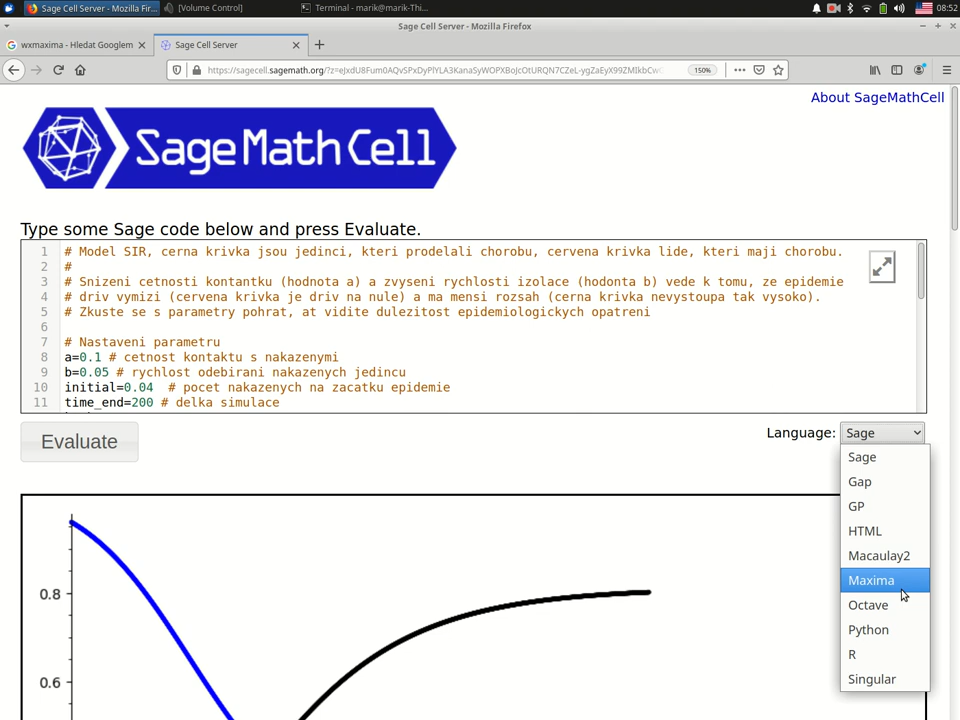 Sage Cell Server - Mozilla Fir...
[Volume Control]
Terminal - marik@marik-Thi...
08:52
Sage Cell Server - Mozilla Firefox
wxmaxima - Hledat Googlem
Sage Cell Server
https://sagecell.sagemath.org/?z=
150%
About SageMathCell
SageMathCell
Type some Sage code below and press Evaluate.
1 # Model SIR, cerna krivka jsou jedinci, kteri prodelali chorobu, cervena krivka lide, kteri maji chorobu.
2 #
3 # Snizeni cetnosti kontantku (hodnota a) a zvyseni rychlosti izolace (hodonta b) vede k tomu, ze epidemie
4 # driv vymizi (cervena krivka je driv na nule) a ma mensi rozsah (cerna krivka nevystoupa tak vysoko).
5 # Zkuste se s parametry pohrat, at vidite dulezitost epidemiologickych opatreni
6
7 # Nastaveni parametru
8 a=0.1 # cetnost kontaktu s nakazenymi
9 b=0.05 # rychlost odebirani nakazenych jedincu
10 initial=0.04  # pocet nakazenych na zacatku epidemie
11 time_end=200 # delka simulace
Evaluate
Language: Sage
Sage
Gap
GP
HTML
Macaulay2
Maxima
Octave
Python
R
Singular
0.8
0.6